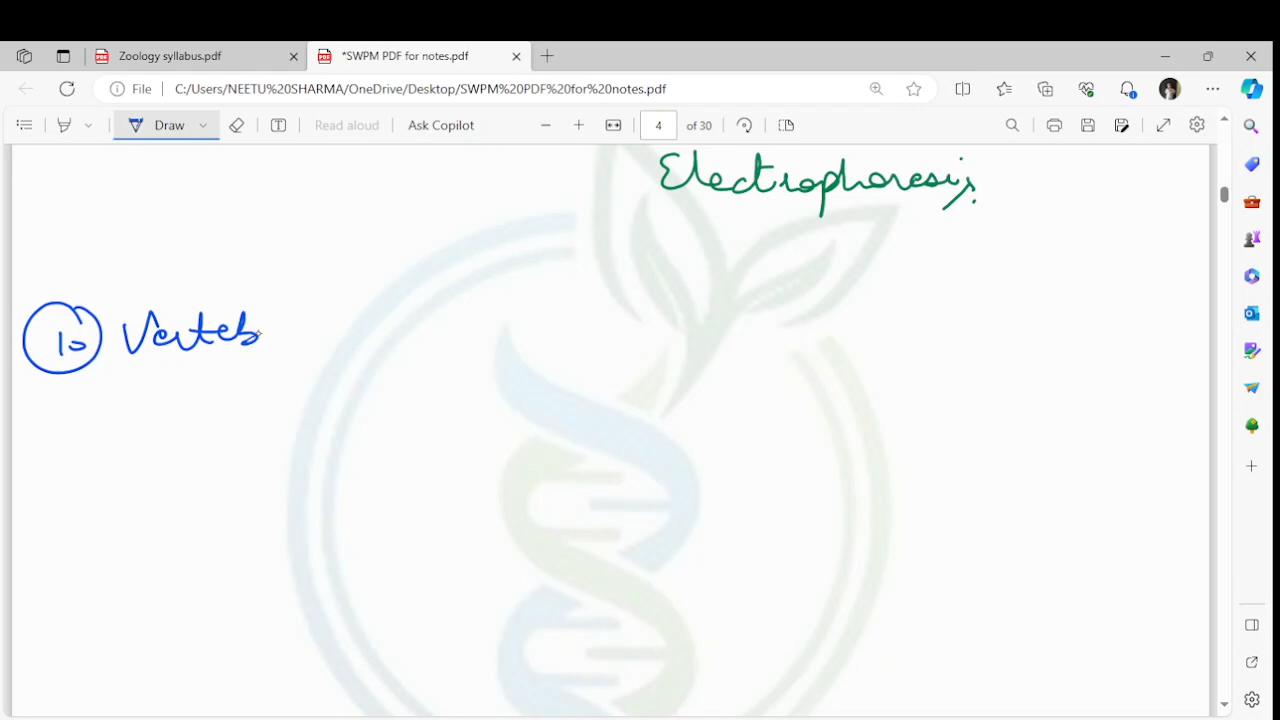 Zoology syllabus.pdf
*SWPM PDF for notes.pdf
File
C:/Users/NEETU%20SHARMA/OneDrive/Desktop/SWPM%20PDF%20for%20notes.pdf
Draw
Read aloud
Ask Copilot
4
of 30
Electrophoresis
10 Verteb